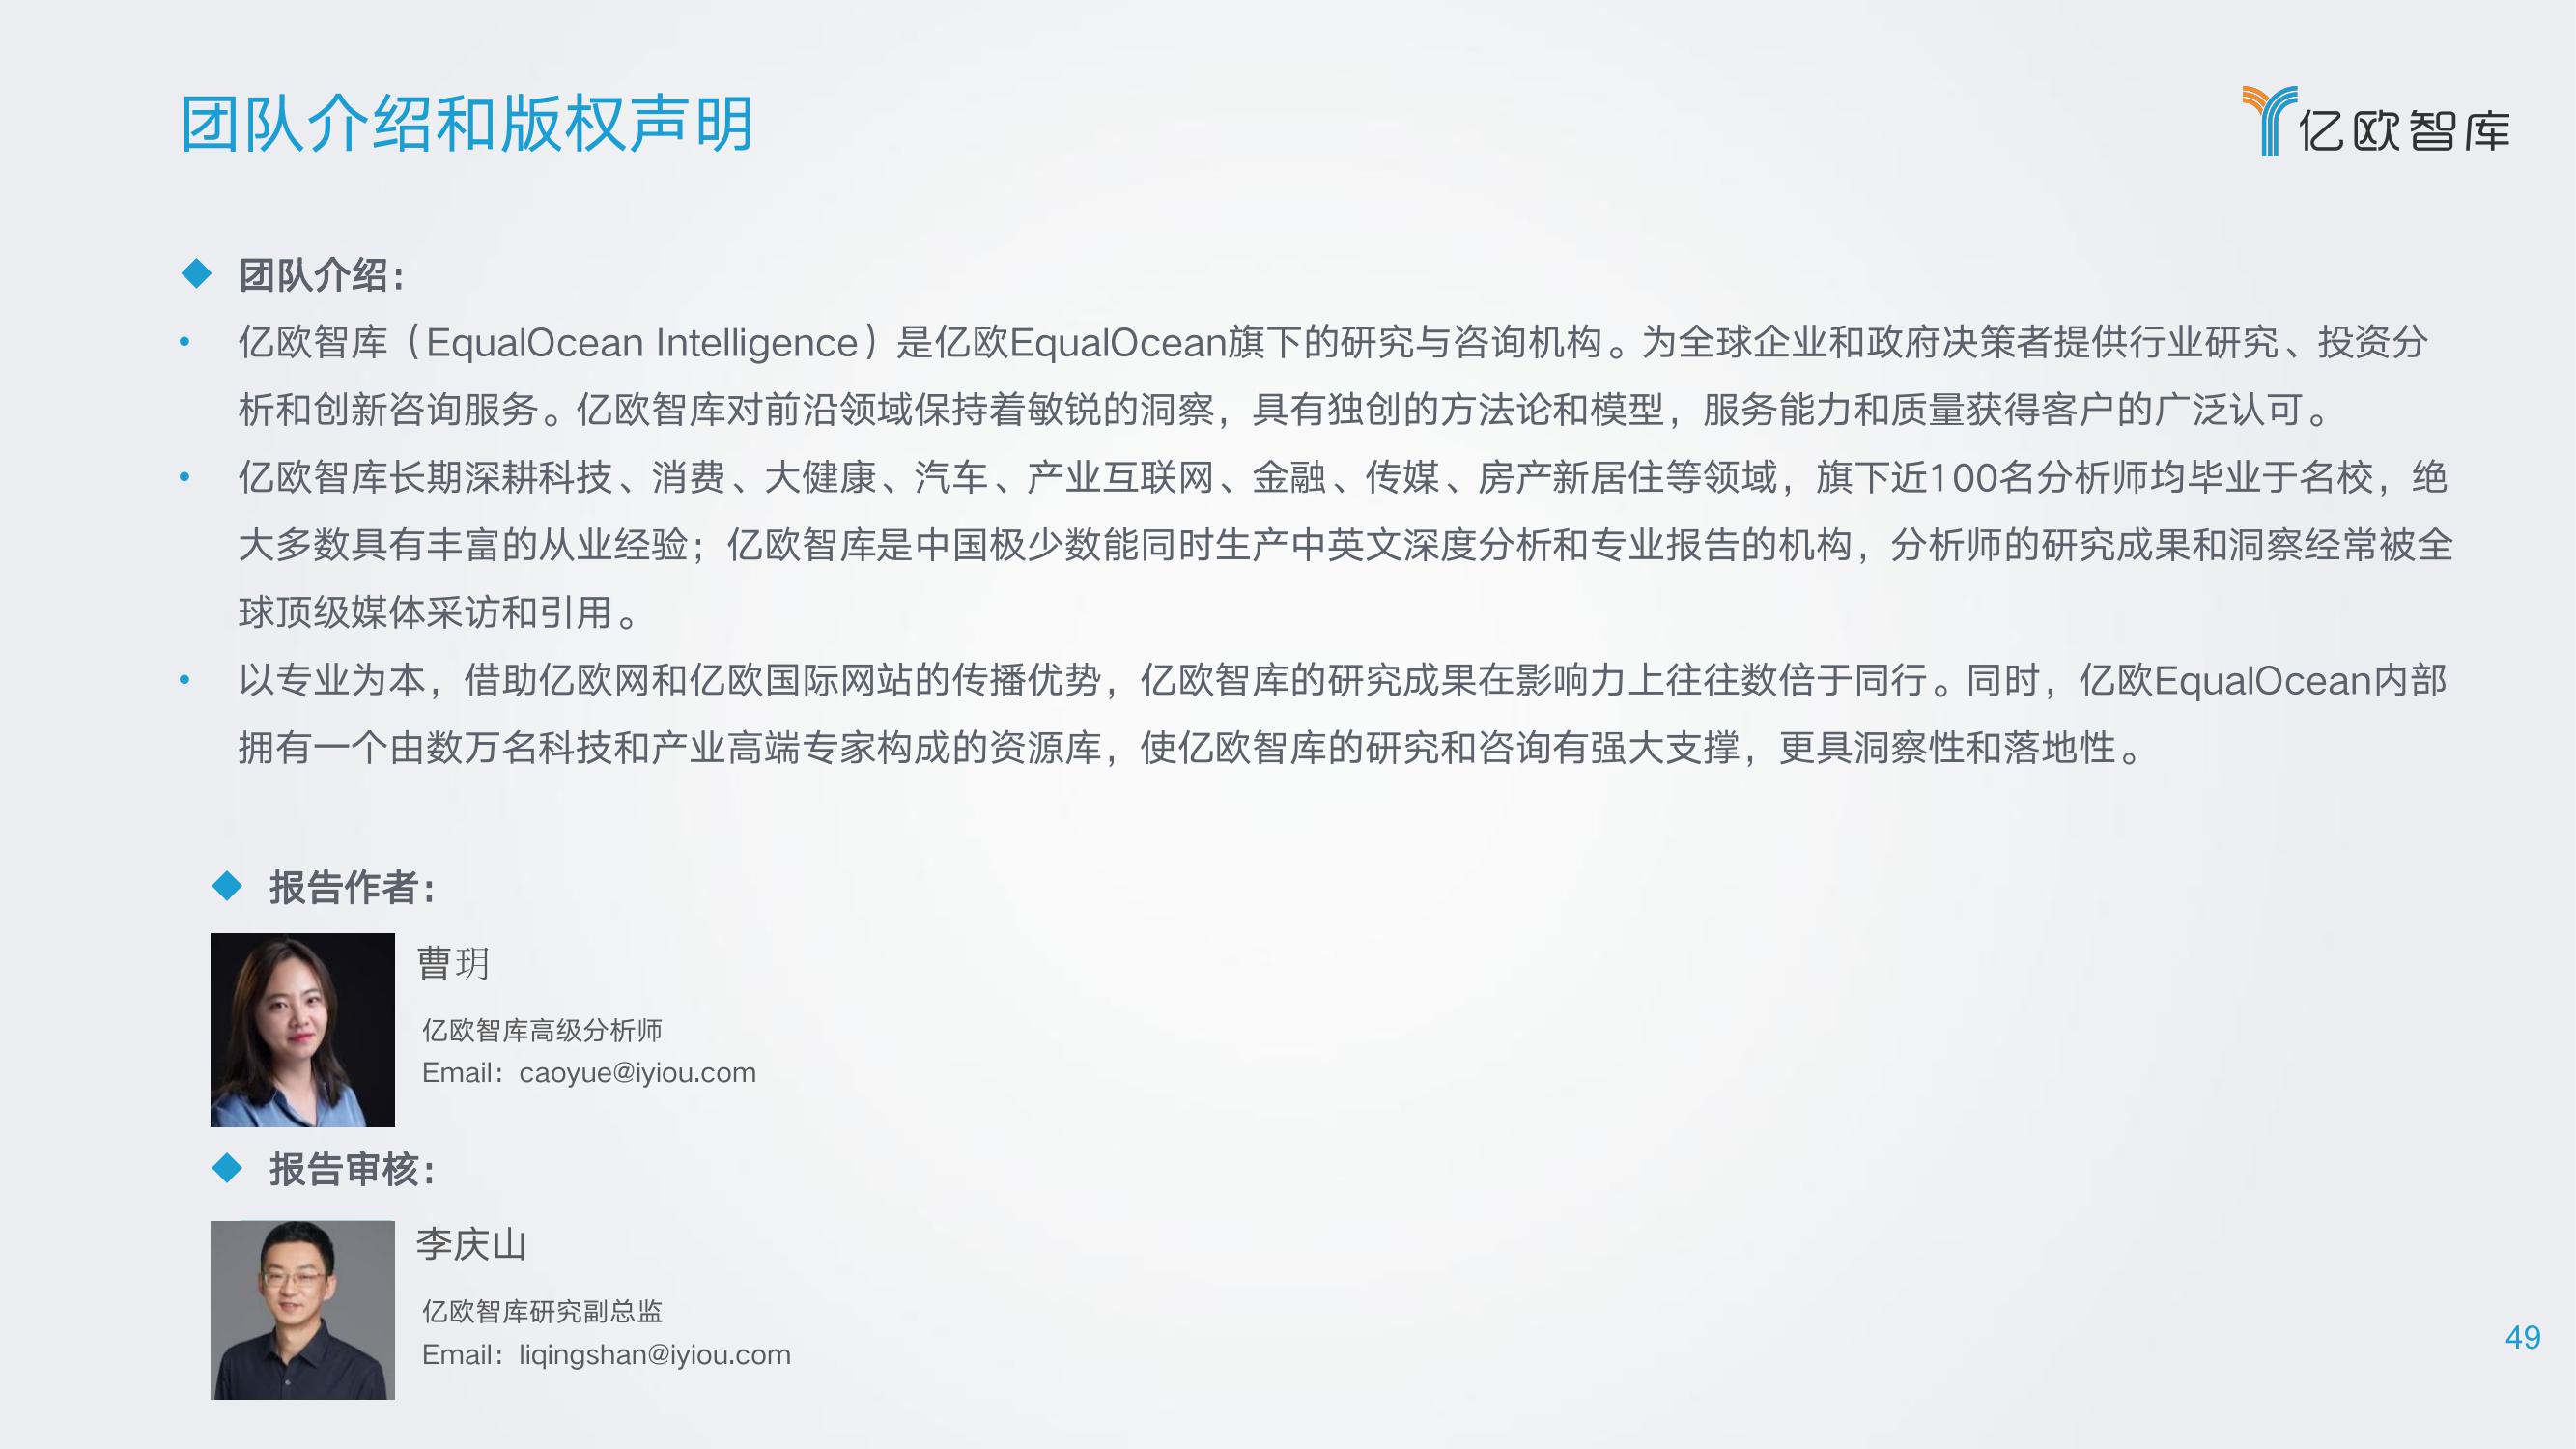 团队介绍和版权声明
亿欧智库
团队介绍：
亿欧智库（EqualOcean Intelligence）是亿欧EqualOcean旗下的研究与咨询机构。为全球企业和政府决策者提供行业研究、投资分
析和创新咨询服务。亿欧智库对前沿领域保持着敏锐的洞察，具有独创的方法论和模型，服务能力和质量获得客户的广泛认可。
亿欧智库长期深耕科技、消费、大健康、汽车、产业互联网、金融、传媒、房产新居住等领域，旗下近100名分析师均毕业于名校，绝
大多数具有丰富的从业经验；亿欧智库是中国极少数能同时生产中英文深度分析和专业报告的机构，分析师的研究成果和洞察经常被全
球顶级媒体采访和引用。
以专业为本，借助亿欧网和亿欧国际网站的传播优势，亿欧智库的研究成果在影响力上往往数倍于同行。同时，亿欧EqualOcean内部
拥有一个由数万名科技和产业高端专家构成的资源库，使亿欧智库的研究和咨询有强大支撑，更具洞察性和落地性。
报告作者：
曹玥
亿欧智库高级分析师
Email：caoyue@iyiou.com
报告审核：
李庆山
亿欧智库研究副总监
Email：liqingshan@iyiou.com
49